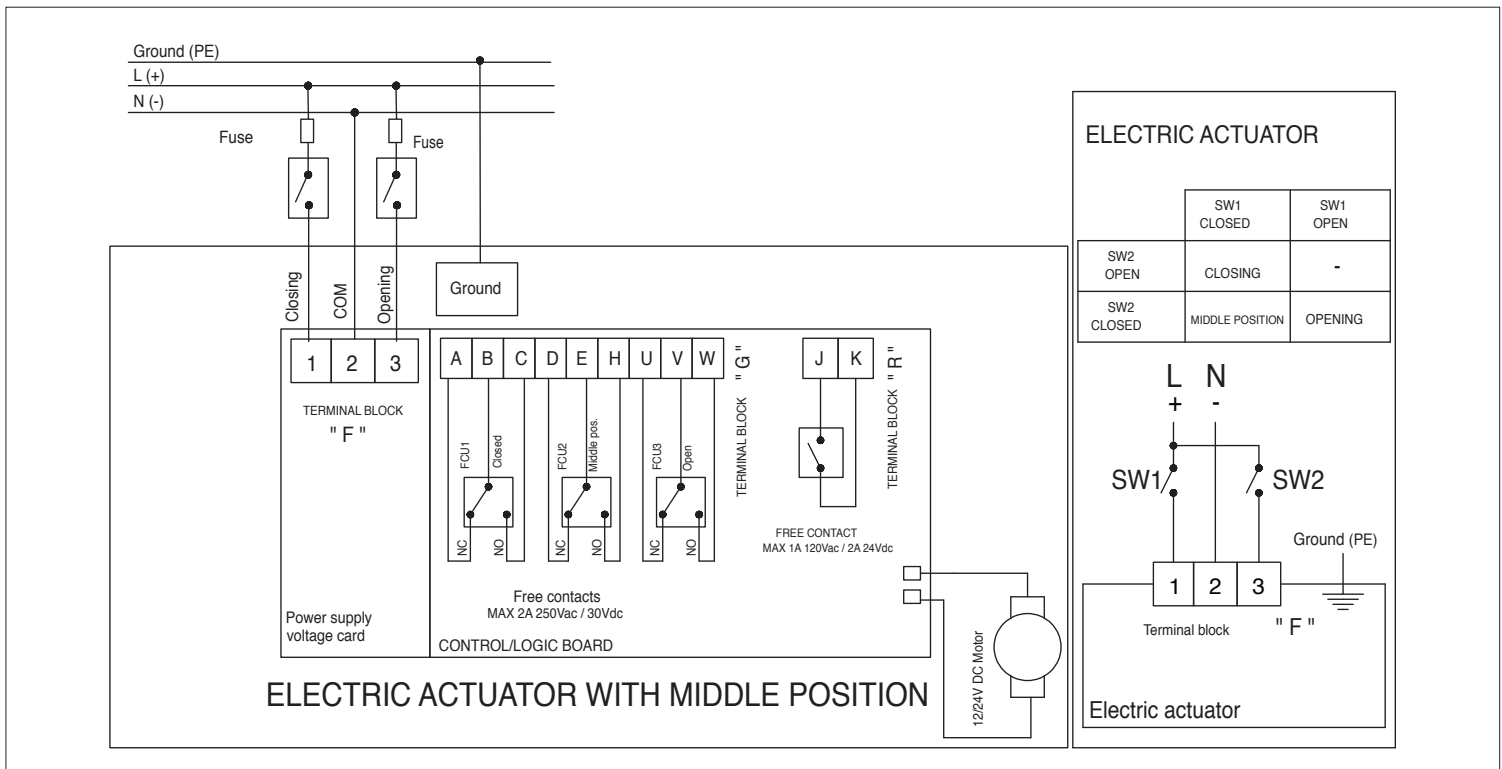 Ground (PE)
L (+)
N (-)
Fuse
Fuse
Closing
COM
Opening
Ground
1 2 3
TERMINAL BLOCK
" F "
Power supply
voltage card
A B C D E H U V W
TERMINAL BLOCK " G "
FCU1
Closed
NC
NO
FCU2
Middle pos.
NC
NO
FCU3
Open
NC
NO
Free contacts
MAX 2A 250Vac / 30Vdc
CONTROL/LOGIC BOARD
J K
TERMINAL BLOCK " R "
FREE CONTACT
MAX 1A 120Vac / 2A 24Vdc
12/24V DC Motor
ELECTRIC ACTUATOR WITH MIDDLE POSITION
ELECTRIC ACTUATOR
SW1
CLOSED
SW1
OPEN
SW2
OPEN
CLOSING
-
SW2
CLOSED
MIDDLE POSITION
OPENING
L N
+ -
SW1
SW2
Ground (PE)
1 2 3
Terminal block
" F "
Electric actuator